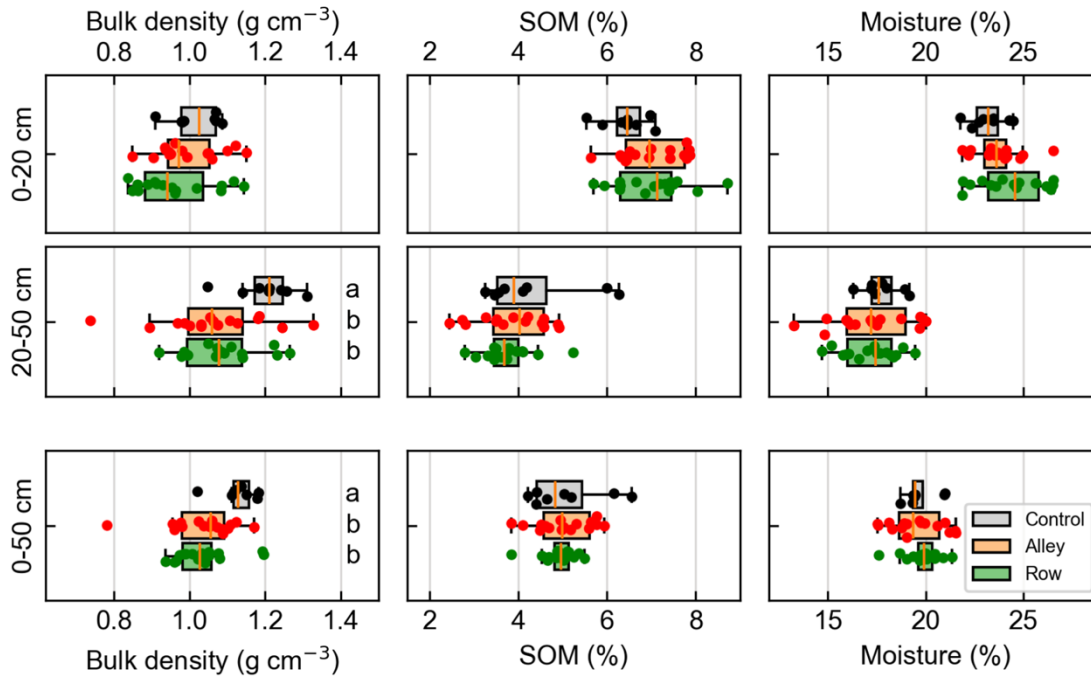 Bulk density (g cm⁻³) SOM (%) Moisture (%)
0.8 1.0 1.2 1.4 2 4 6 8 15 20 25
0-20 cm
20-50 cm
a
b
b
0-50 cm
a
b
b
Control
Alley
Row
0.8 1.0 1.2 1.4 2 4 6 8 15 20 25
Bulk density (g cm⁻³) SOM (%) Moisture (%)